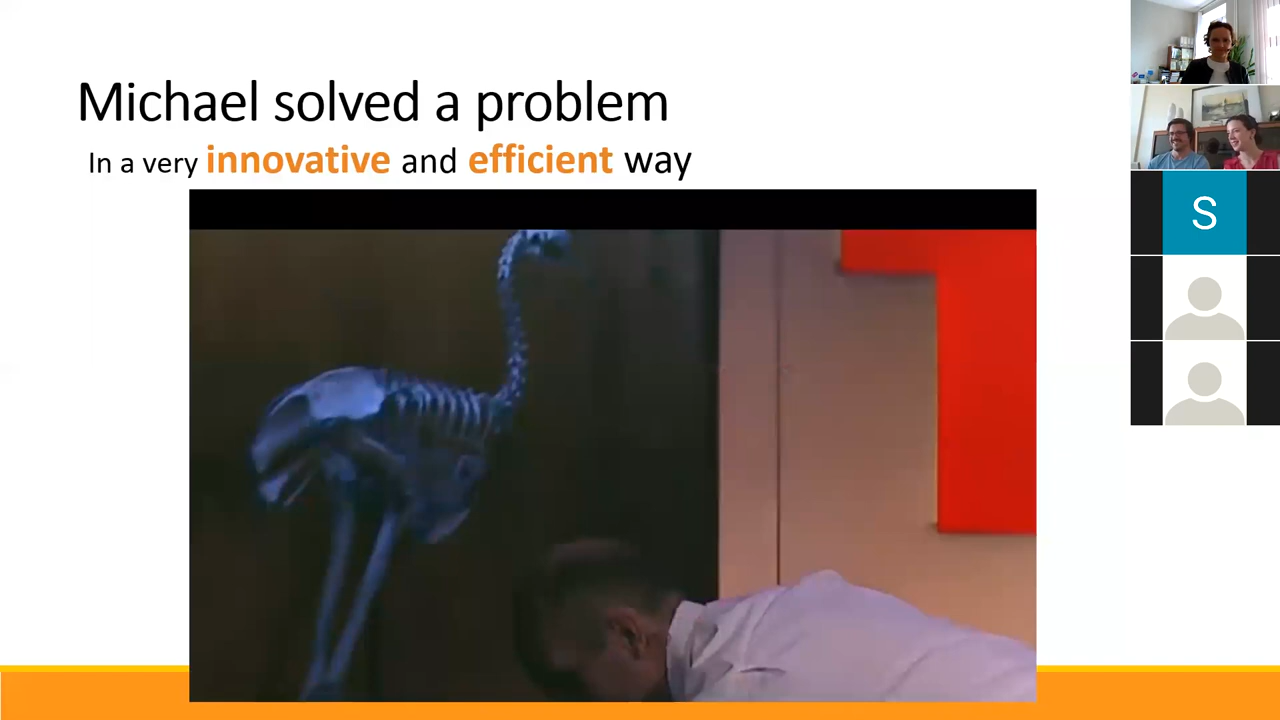 Michael solved a problem
In a very innovative and efficient way
S